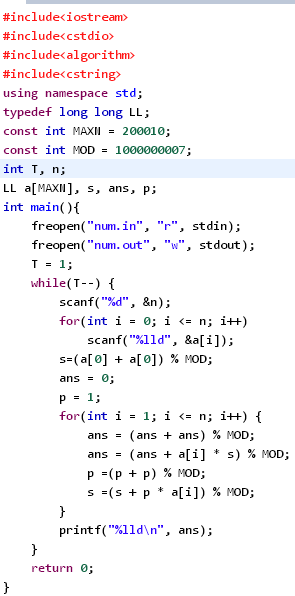 #include<iostream>
#include<cstdio>
#include<algorithm>
#include<cstring>
using namespace std;
typedef long long LL;
const int MAXN = 200010;
const int MOD = 1000000007;
int T, n;
LL a[MAXN], s, ans, p;
int main(){
    freopen("num.in", "r", stdin);
    freopen("num.out", "w", stdout);
    T = 1;
    while(T--) {
        scanf("%d", &n);
        for(int i = 0; i <= n; i++)
            scanf("%lld", &a[i]);
        s=(a[0] + a[0]) % MOD;
        ans = 0;
        p = 1;
        for(int i = 1; i <= n; i++) {
            ans = (ans + ans) % MOD;
            ans = (ans + a[i] * s) % MOD;
            p =(p + p) % MOD;
            s =(s + p * a[i]) % MOD;
        }
        printf("%lld\n", ans);
    }
    return 0;
}